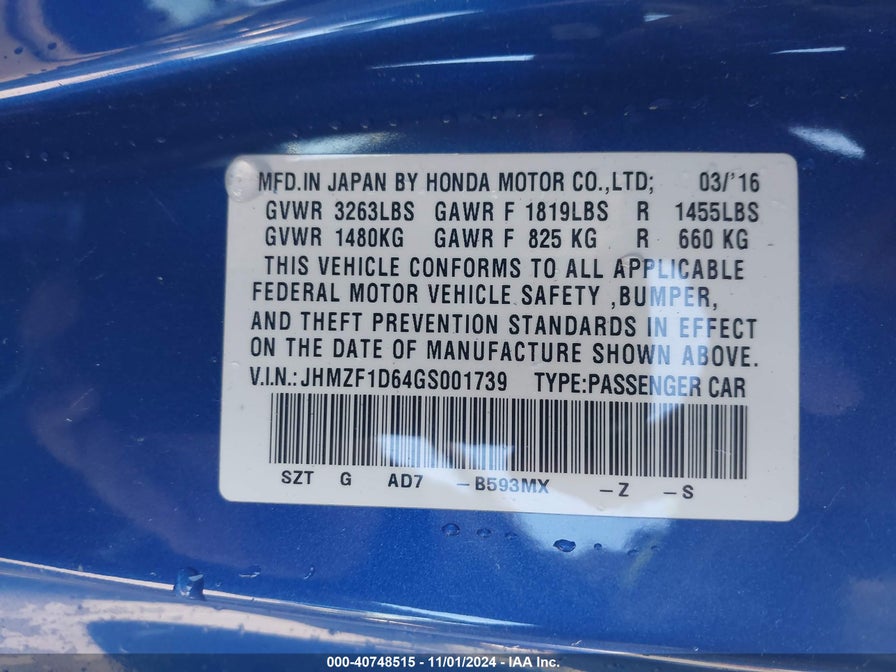 MFD.IN JAPAN BY HONDA MOTOR CO.,LTD; 03/'16
GVWR 3263LBS GAWR F 1819LBS R 1455LBS
GVWR 1480KG GAWR F 825 KG R 660 KG
THIS VEHICLE CONFORMS TO ALL APPLICABLE
FEDERAL MOTOR VEHICLE SAFETY ,BUMPER,
AND THEFT PREVENTION STANDARDS IN EFFECT
ON THE DATE OF MANUFACTURE SHOWN ABOVE.
V.I.N.:JHMZF1D64GS001739 TYPE:PASSENGER CAR
SZT G AD7 -B593MX -Z -S
000-40748515 - 11/01/2024 - IAA Inc.